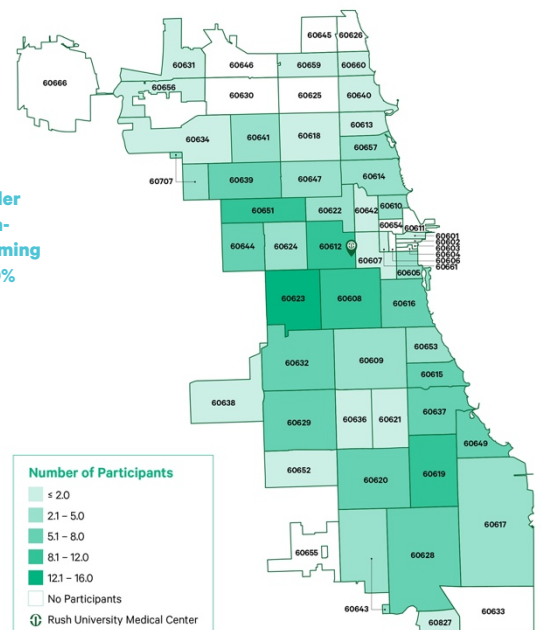 60645 60626
60631 60646 60659 60660
60666
60656
60630 60625 60640
60613
60634 60641 60618
60657
60707
60639 60647 60614
60651 60622 60642 60610
60654 60611
60601
60602
60603
60604
60606
60661
60644 60624 60612
60607
60605
60623 60608 60616
60653
60632 60609
60615
60638
60629 60636 60621 60637
60649
60652
60620 60619
60617
60655
60628
60643
60633
60827
der
n-
ming
%
Number of Participants
≤ 2.0
2.1 – 5.0
5.1 – 8.0
8.1 – 12.0
12.1 – 16.0
No Participants
Rush University Medical Center